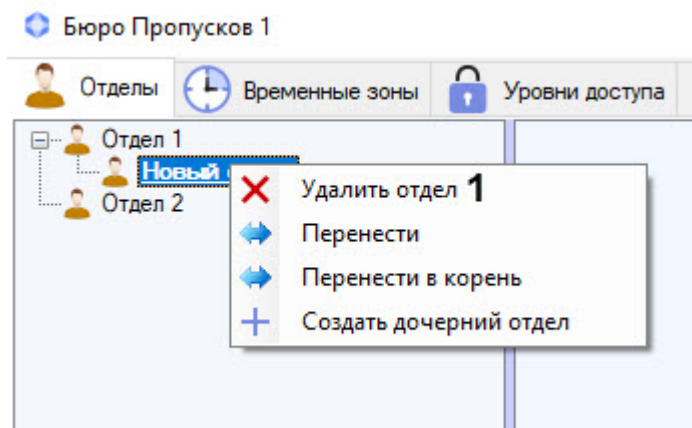 Бюро Пропусков 1
Отделы Временные зоны Уровни доступа
Отдел 1
Новый
Отдел 2
Удалить отдел 1
Перенести
Перенести в корень
Создать дочерний отдел